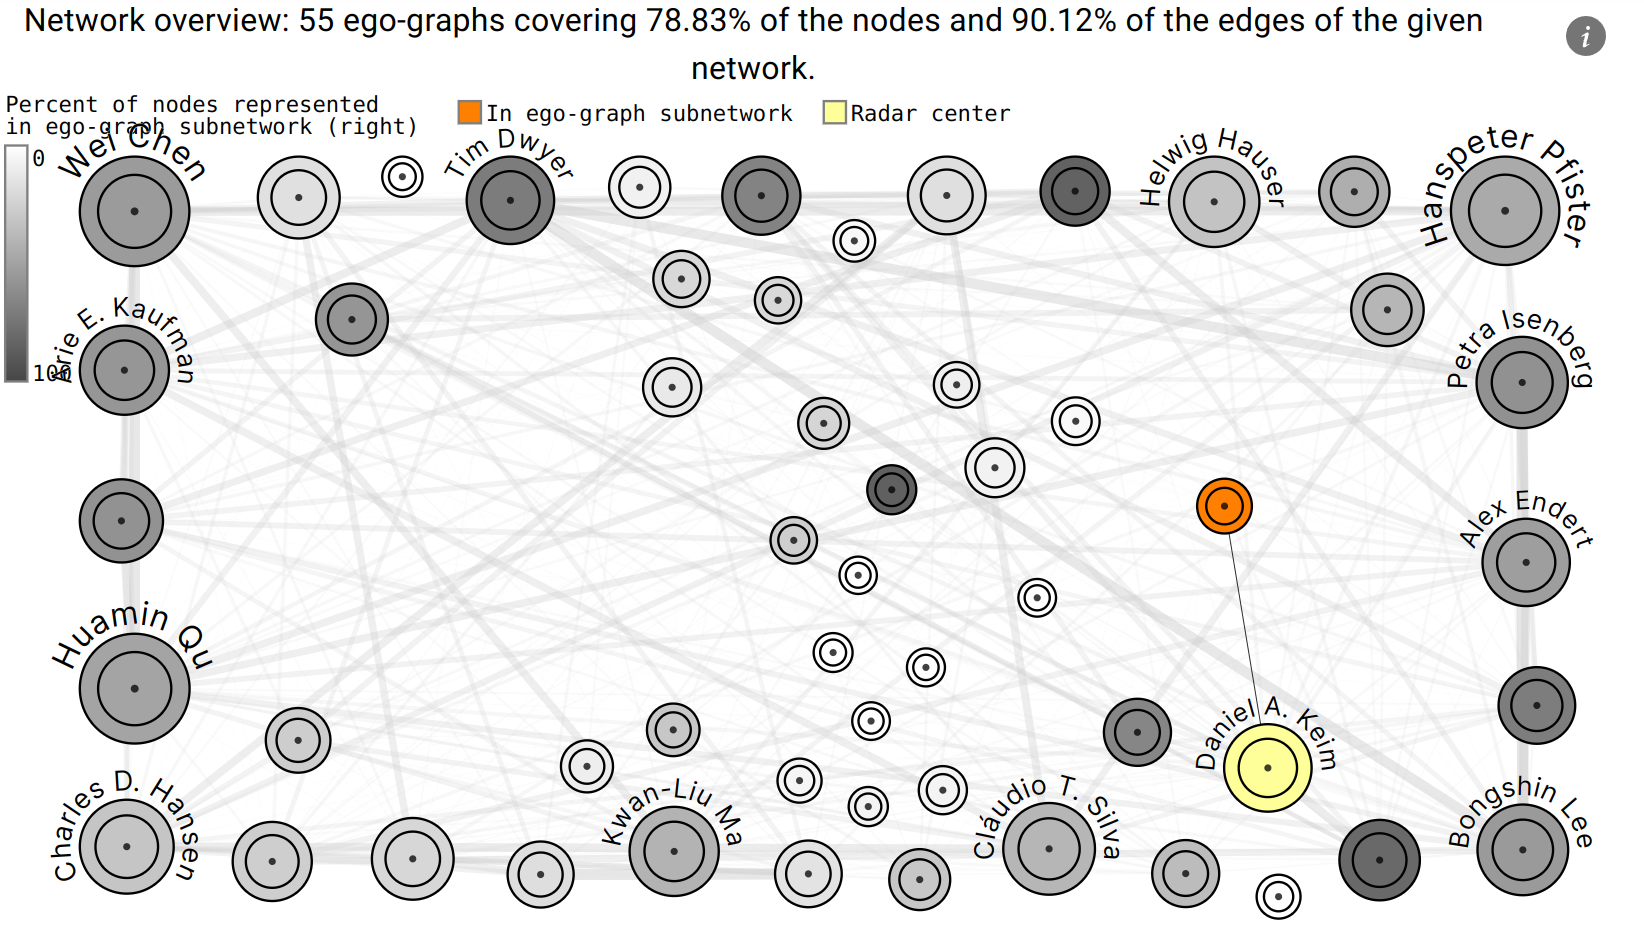 Network overview: 55 ego-graphs covering 78.83% of the nodes and 90.12% of the edges of the given
network.
i
Percent of nodes represented
in ego-graph subnetwork (right)
In ego-graph subnetwork
Radar center
0
100
Wei Chen
Tim Dwyer
Helwig Hauser
Hanspeter Pfister
Arie E. Kaufman
Petra Isenberg
Alex Endert
Huamin Qu
Daniel A. Keim
Charles D. Hansen
Kwan-Liu Ma
Cláudio T. Silva
Bongshin Lee